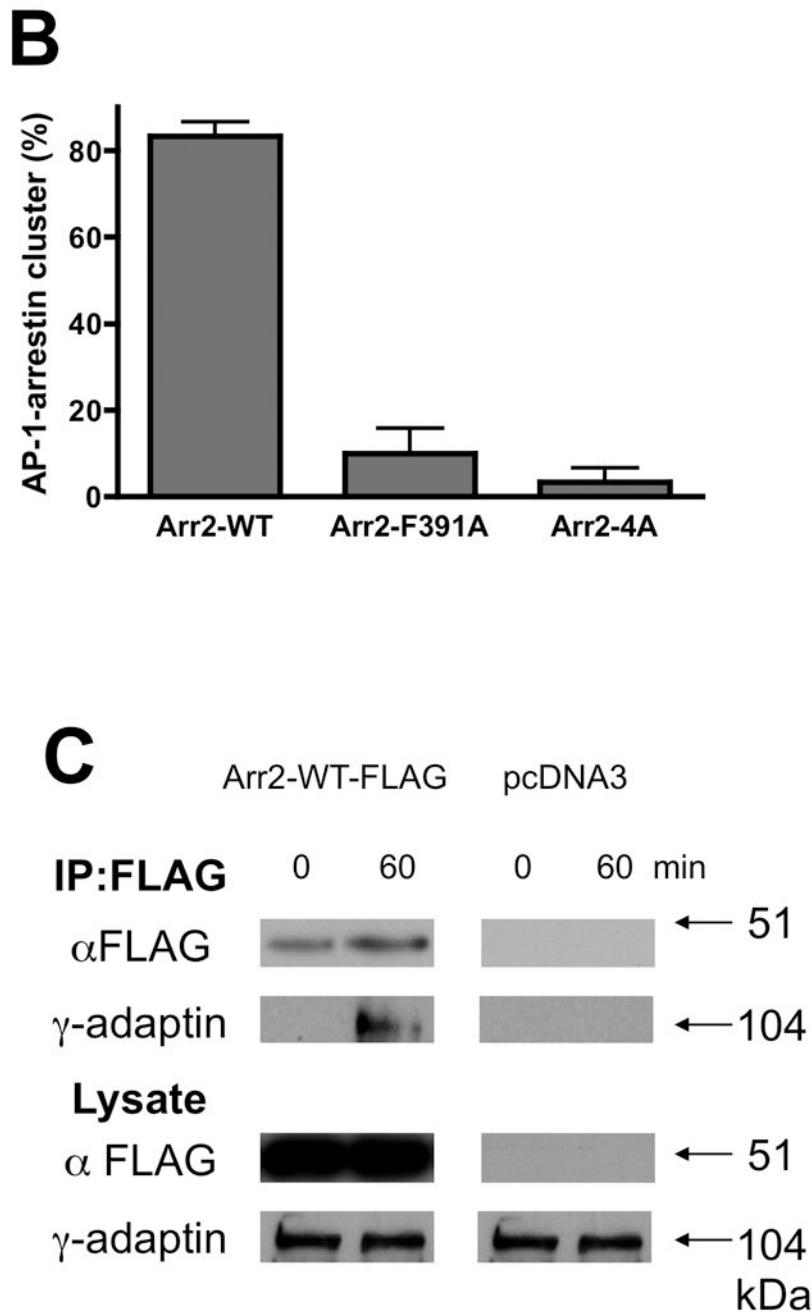 B
AP-1-arrestin cluster (%)
80
60
40
20
0
Arr2-WT Arr2-F391A Arr2-4A
C
Arr2-WT-FLAG pcDNA3
IP:FLAG 0 60 0 60 min
αFLAG 51
γ-adaptin 104
Lysate
α FLAG 51
γ-adaptin 104
kDa